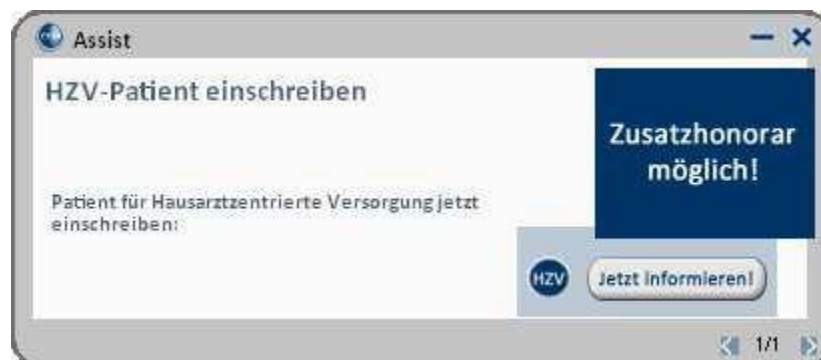 Assist
HZV-Patient einschreiben
Zusatzhonorar
möglich!
Patient für Hausarztzentrierte Versorgung jetzt
einschreiben:
HZV
Jetzt informieren!
1/1